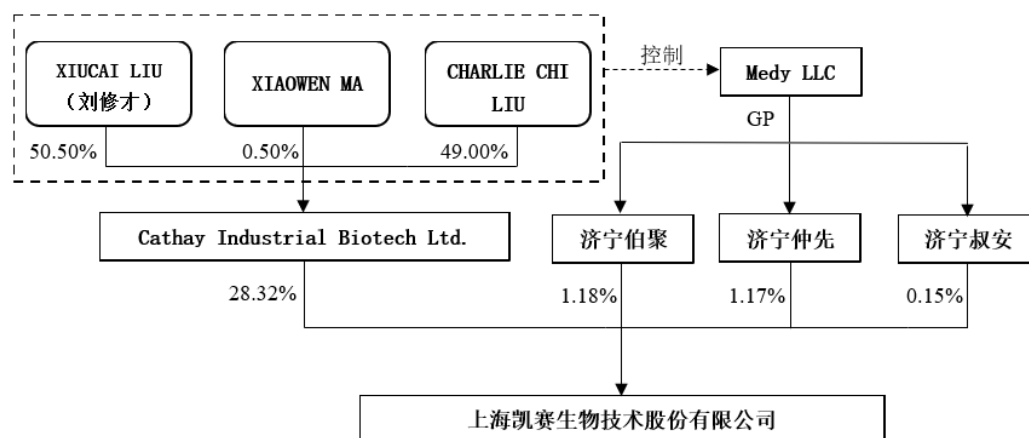 XIUCAI LIU
（刘修才）
XIAOWEN MA
CHARLIE CHI
LIU
控制
Medy LLC
50.50%
0.50%
49.00%
GP
Cathay Industrial Biotech Ltd.
济宁伯聚
济宁仲先
济宁叔安
28.32%
1.18%
1.17%
0.15%
上海凯赛生物技术股份有限公司